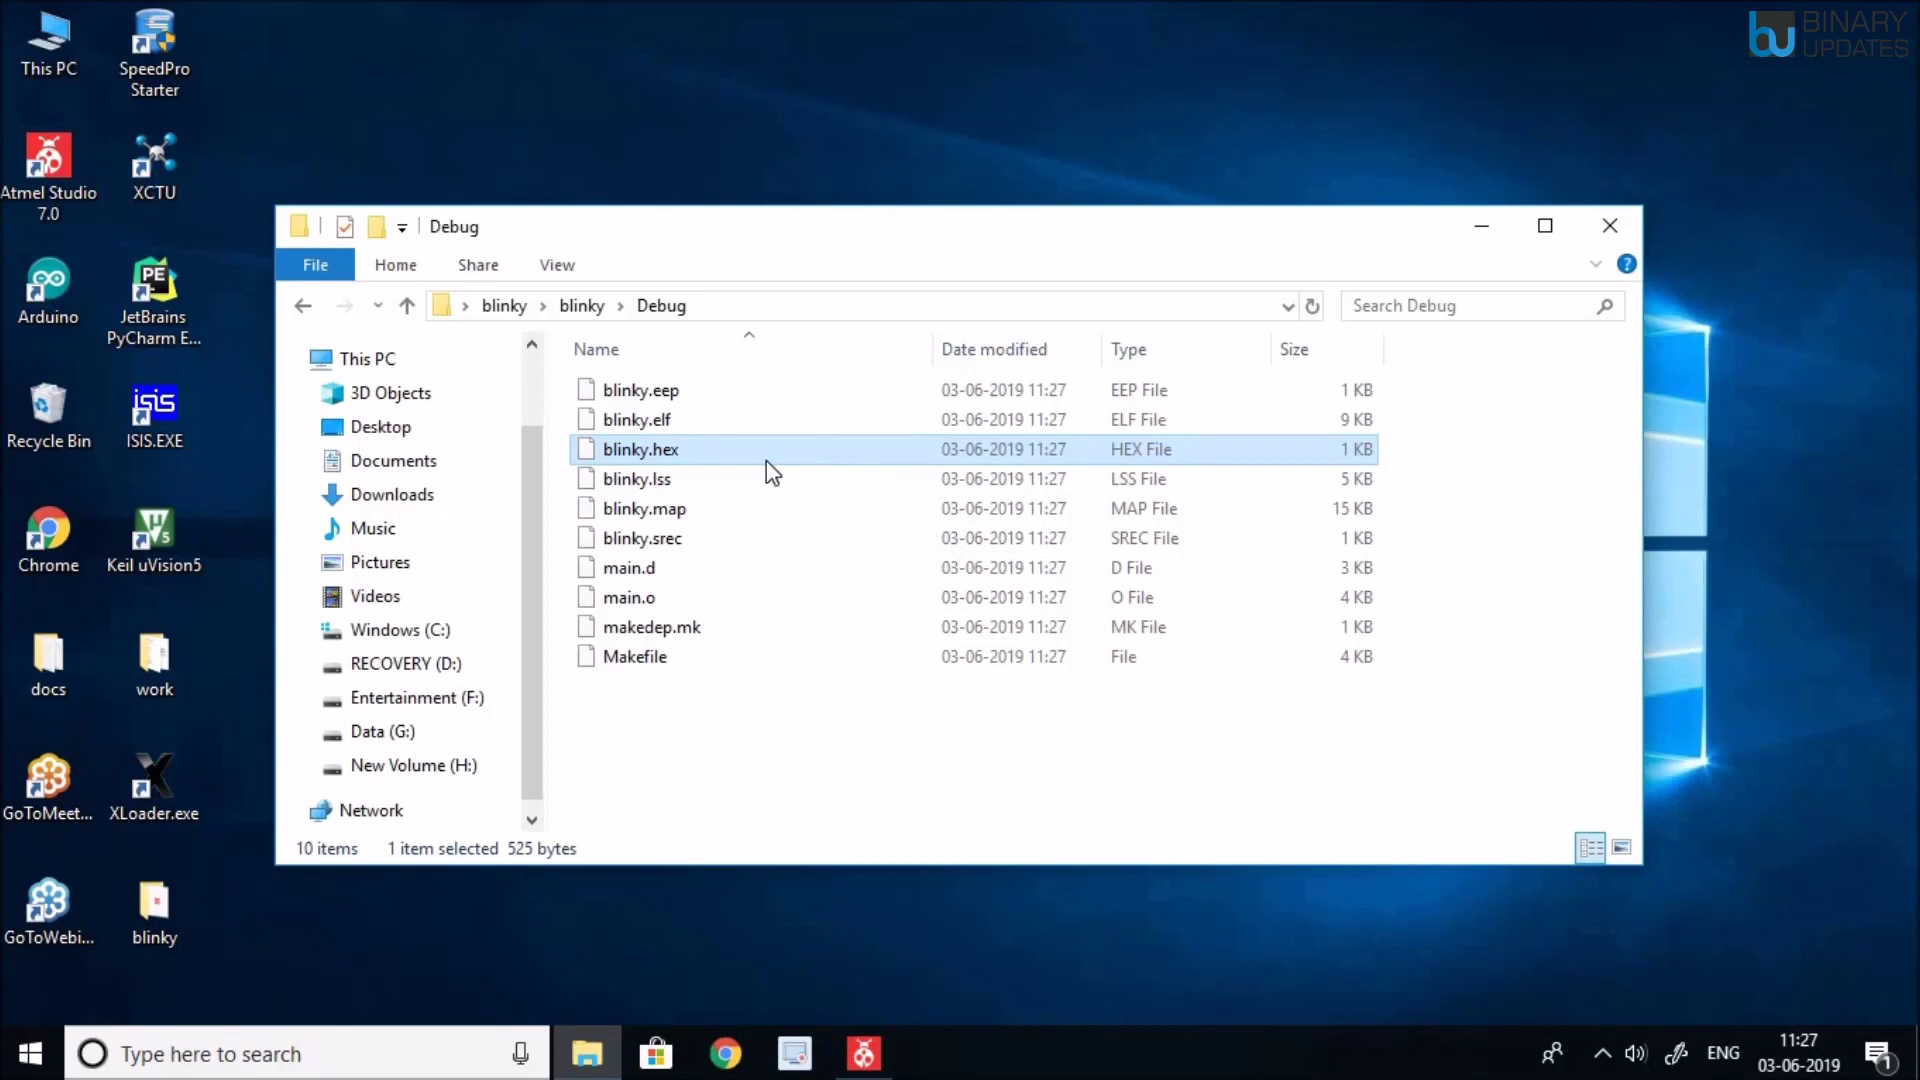 This PC
SpeedPro
Starter
BINARY
UPDATES
Atmel Studio
7.0
XCTU
Arduino
PE
JetBrains
PyCharm E...
Recycle Bin
isis
ISIS.EXE
Chrome
Keil uVision5
docs
work
GoToMeet...
XLoader.exe
GoToWebi...
blinky
Debug
File Home Share View
blinky > blinky > Debug
Search Debug
Name Date modified Type Size
This PC
3D Objects
Desktop
Documents
Downloads
Music
Pictures
Videos
Windows (C:)
RECOVERY (D:)
Entertainment (F:)
Data (G:)
New Volume (H:)
Network
blinky.eep 03-06-2019 11:27 EEP File 1 KB
blinky.elf 03-06-2019 11:27 ELF File 9 KB
blinky.hex 03-06-2019 11:27 HEX File 1 KB
blinky.lss 03-06-2019 11:27 LSS File 5 KB
blinky.map 03-06-2019 11:27 MAP File 15 KB
blinky.srec 03-06-2019 11:27 SREC File 1 KB
main.d 03-06-2019 11:27 D File 3 KB
main.o 03-06-2019 11:27 O File 4 KB
makedep.mk 03-06-2019 11:27 MK File 1 KB
Makefile 03-06-2019 11:27 File 4 KB
10 items 1 item selected 525 bytes
Type here to search
ENG
11:27
03-06-2019
1